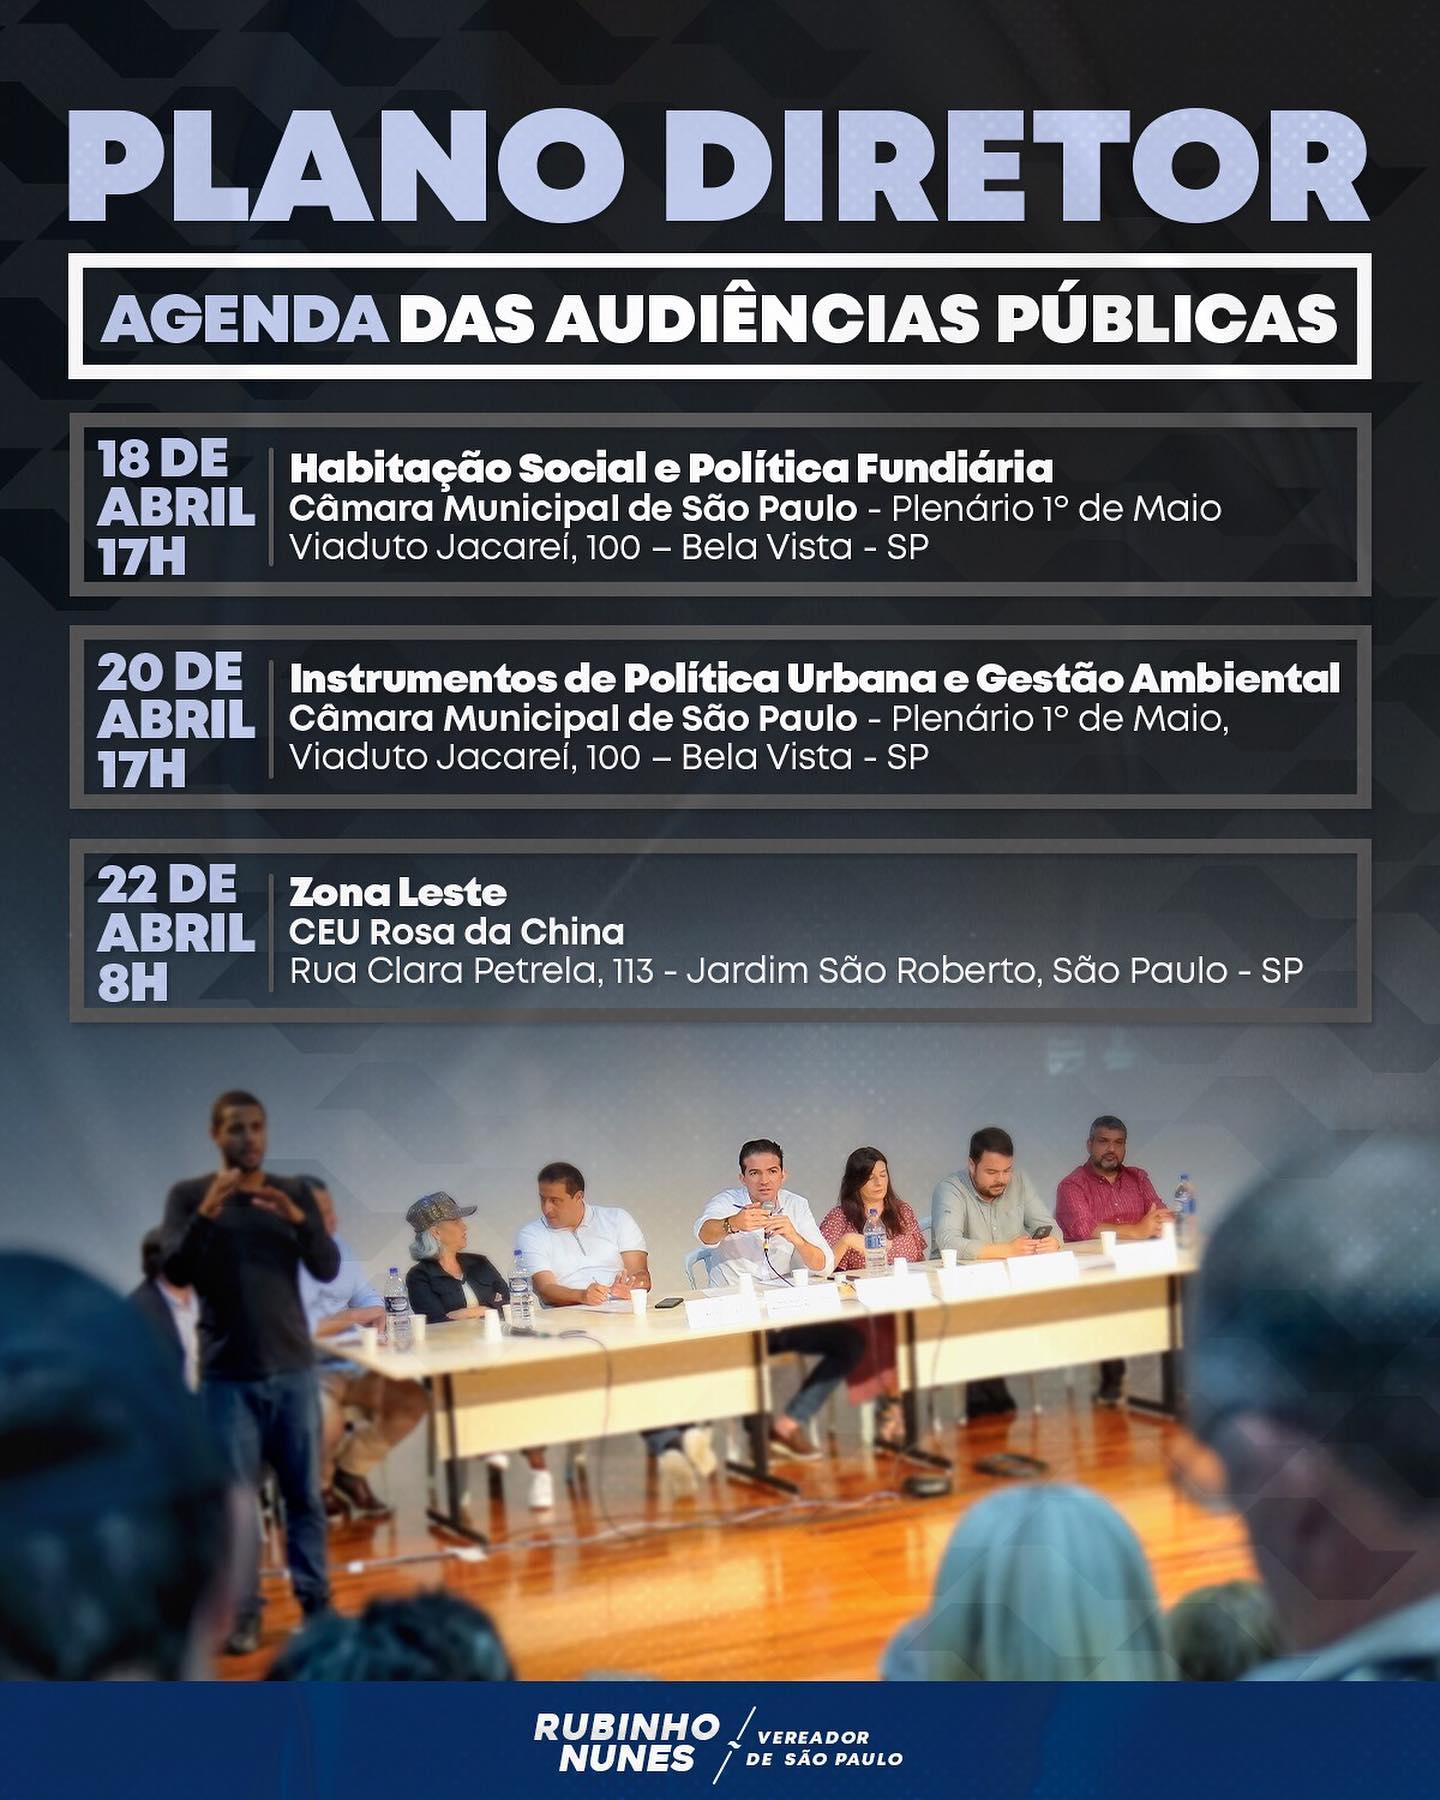 PLANO DIRETOR
AGENDA DAS AUDIÊNCIAS PÚBLICAS
18 DE
ABRIL
17H
Habitação Social e Política Fundiária
Câmara Municipal de São Paulo - Plenário 1º de Maio
Viaduto Jacareí, 100 – Bela Vista - SP
20 DE
ABRIL
17H
Instrumentos de Política Urbana e Gestão Ambiental
Câmara Municipal de São Paulo - Plenário 1º de Maio,
Viaduto Jacareí, 100 – Bela Vista - SP
22 DE
ABRIL
8H
Zona Leste
CEU Rosa da China
Rua Clara Petrela, 113 - Jardim São Roberto, São Paulo - SP
RUBINHO
NUNES
VEREADOR
DE SÃO PAULO